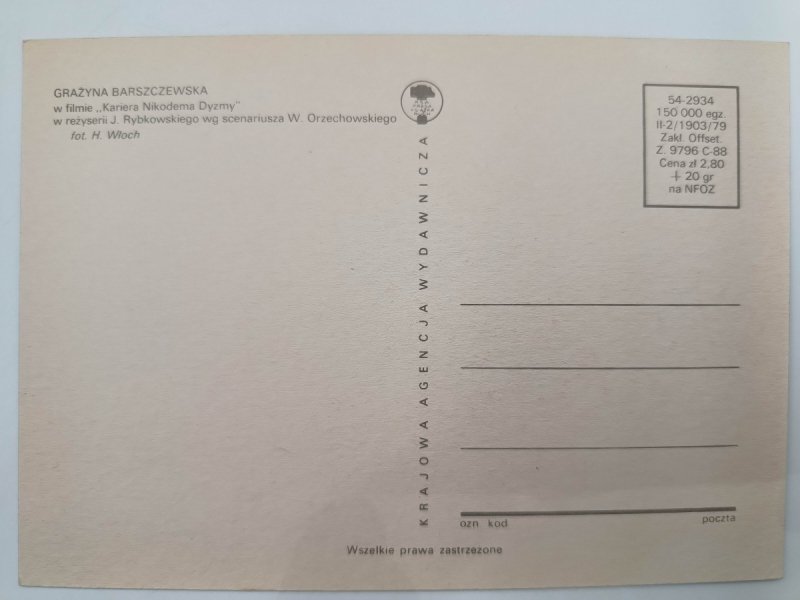 GRAŻYNA BARSZCZEWSKA
w filmie „Kariera Nikodema Dyzmy"
w reżyserii J. Rybkowskiego wg scenariusza W. Orzechowskiego
fot. H. Włoch
KRAJOWA AGENCJA WYDAWNICZA
54-2934
150 000 egz.
II-2/1903/79
Zakł. Offset.
Z. 9796 C-88
Cena zł 2,80
+ 20 gr
na NFOZ
ozn. kod
poczta
Wszelkie prawa zastrzeżone